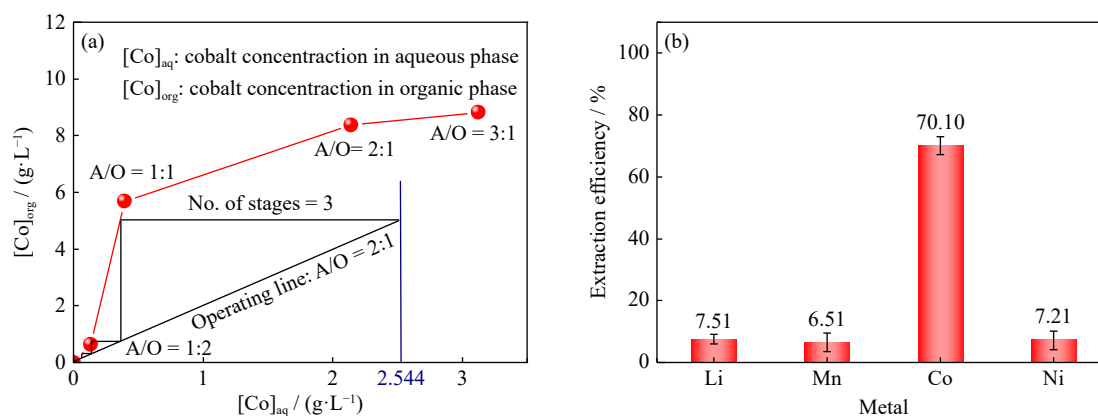 (a)
[Co]aq: cobalt concentraction in aqueous phase
[Co]org: cobalt concentraction in organic phase
A/O = 3:1
A/O= 2:1
A/O = 1:1
No. of stages = 3
Operating line: A/O = 2:1
A/O = 1:2
12
10
8
6
4
2
0
[Co]org / (g·L⁻¹)
0
1
2
2.544
3
[Co]aq / (g·L⁻¹)
(b)
100
80
60
40
20
0
Extraction efficiency / %
7.51
6.51
70.10
7.21
Li
Mn
Co
Ni
Metal